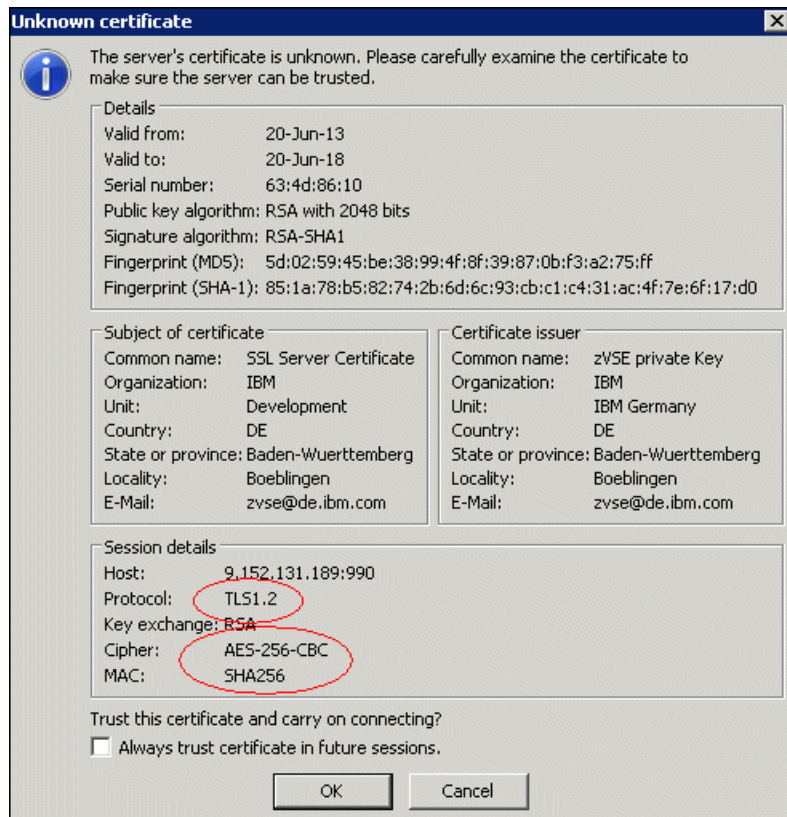 Unknown certificate
The server's certificate is unknown. Please carefully examine the certificate to
make sure the server can be trusted.
Details
Valid from: 20-Jun-13
Valid to: 20-Jun-18
Serial number: 63:4d:86:10
Public key algorithm: RSA with 2048 bits
Signature algorithm: RSA-SHA1
Fingerprint (MD5): 5d:02:59:45:be:38:99:4f:8f:39:87:0b:f3:a2:75:ff
Fingerprint (SHA-1): 85:1a:78:b5:82:74:2b:6d:6c:93:cb:c1:c4:31:ac:4f:7e:6f:17:d0
Subject of certificate
Common name: SSL Server Certificate
Organization: IBM
Unit: Development
Country: DE
State or province: Baden-Wuerttemberg
Locality: Boeblingen
E-Mail: zvse@de.ibm.com
Certificate issuer
Common name: zVSE private Key
Organization: IBM
Unit: IBM Germany
Country: DE
State or province: Baden-Wuerttemberg
Locality: Boeblingen
E-Mail: zvse@de.ibm.com
Session details
Host: 9.152.131.189:990
Protocol: TLS1.2
Key exchange: RSA
Cipher: AES-256-CBC
MAC: SHA256
Trust this certificate and carry on connecting?
Always trust certificate in future sessions.
OK
Cancel